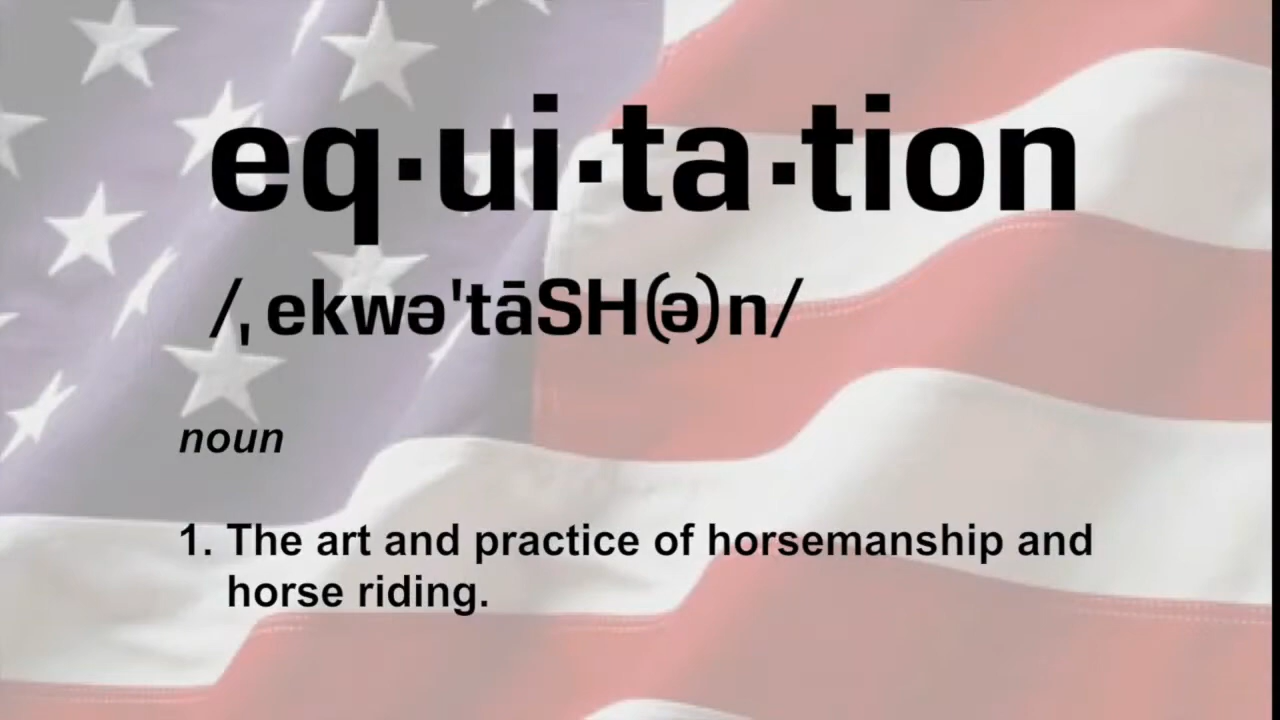 eq·ui·ta·tion
/ˌekwəˈtāSH(ə)n/
noun
1. The art and practice of horsemanship and
horse riding.